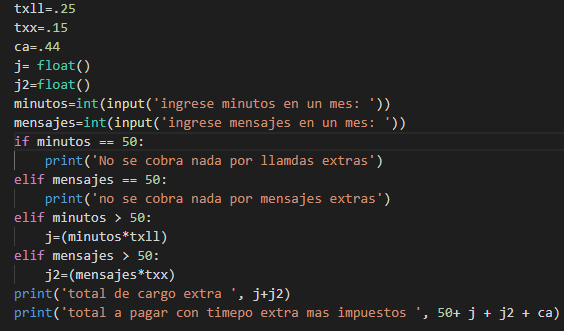 txll=.25
txx=.15
ca=.44
j= float()
j2=float()
minutos=int(input('ingrese minutos en un mes: '))
mensajes=int(input('ingrese mensajes en un mes: '))
if minutos == 50:
    print('No se cobra nada por llamdas extras')
elif mensajes == 50:
    print('no se cobra nada por mensajes extras')
elif minutos > 50:
    j=(minutos*txll)
elif mensajes > 50:
    j2=(mensajes*txx)
print('total de cargo extra ', j+j2)
print('total a pagar con timepo extra mas impuestos ', 50+ j + j2 + ca)